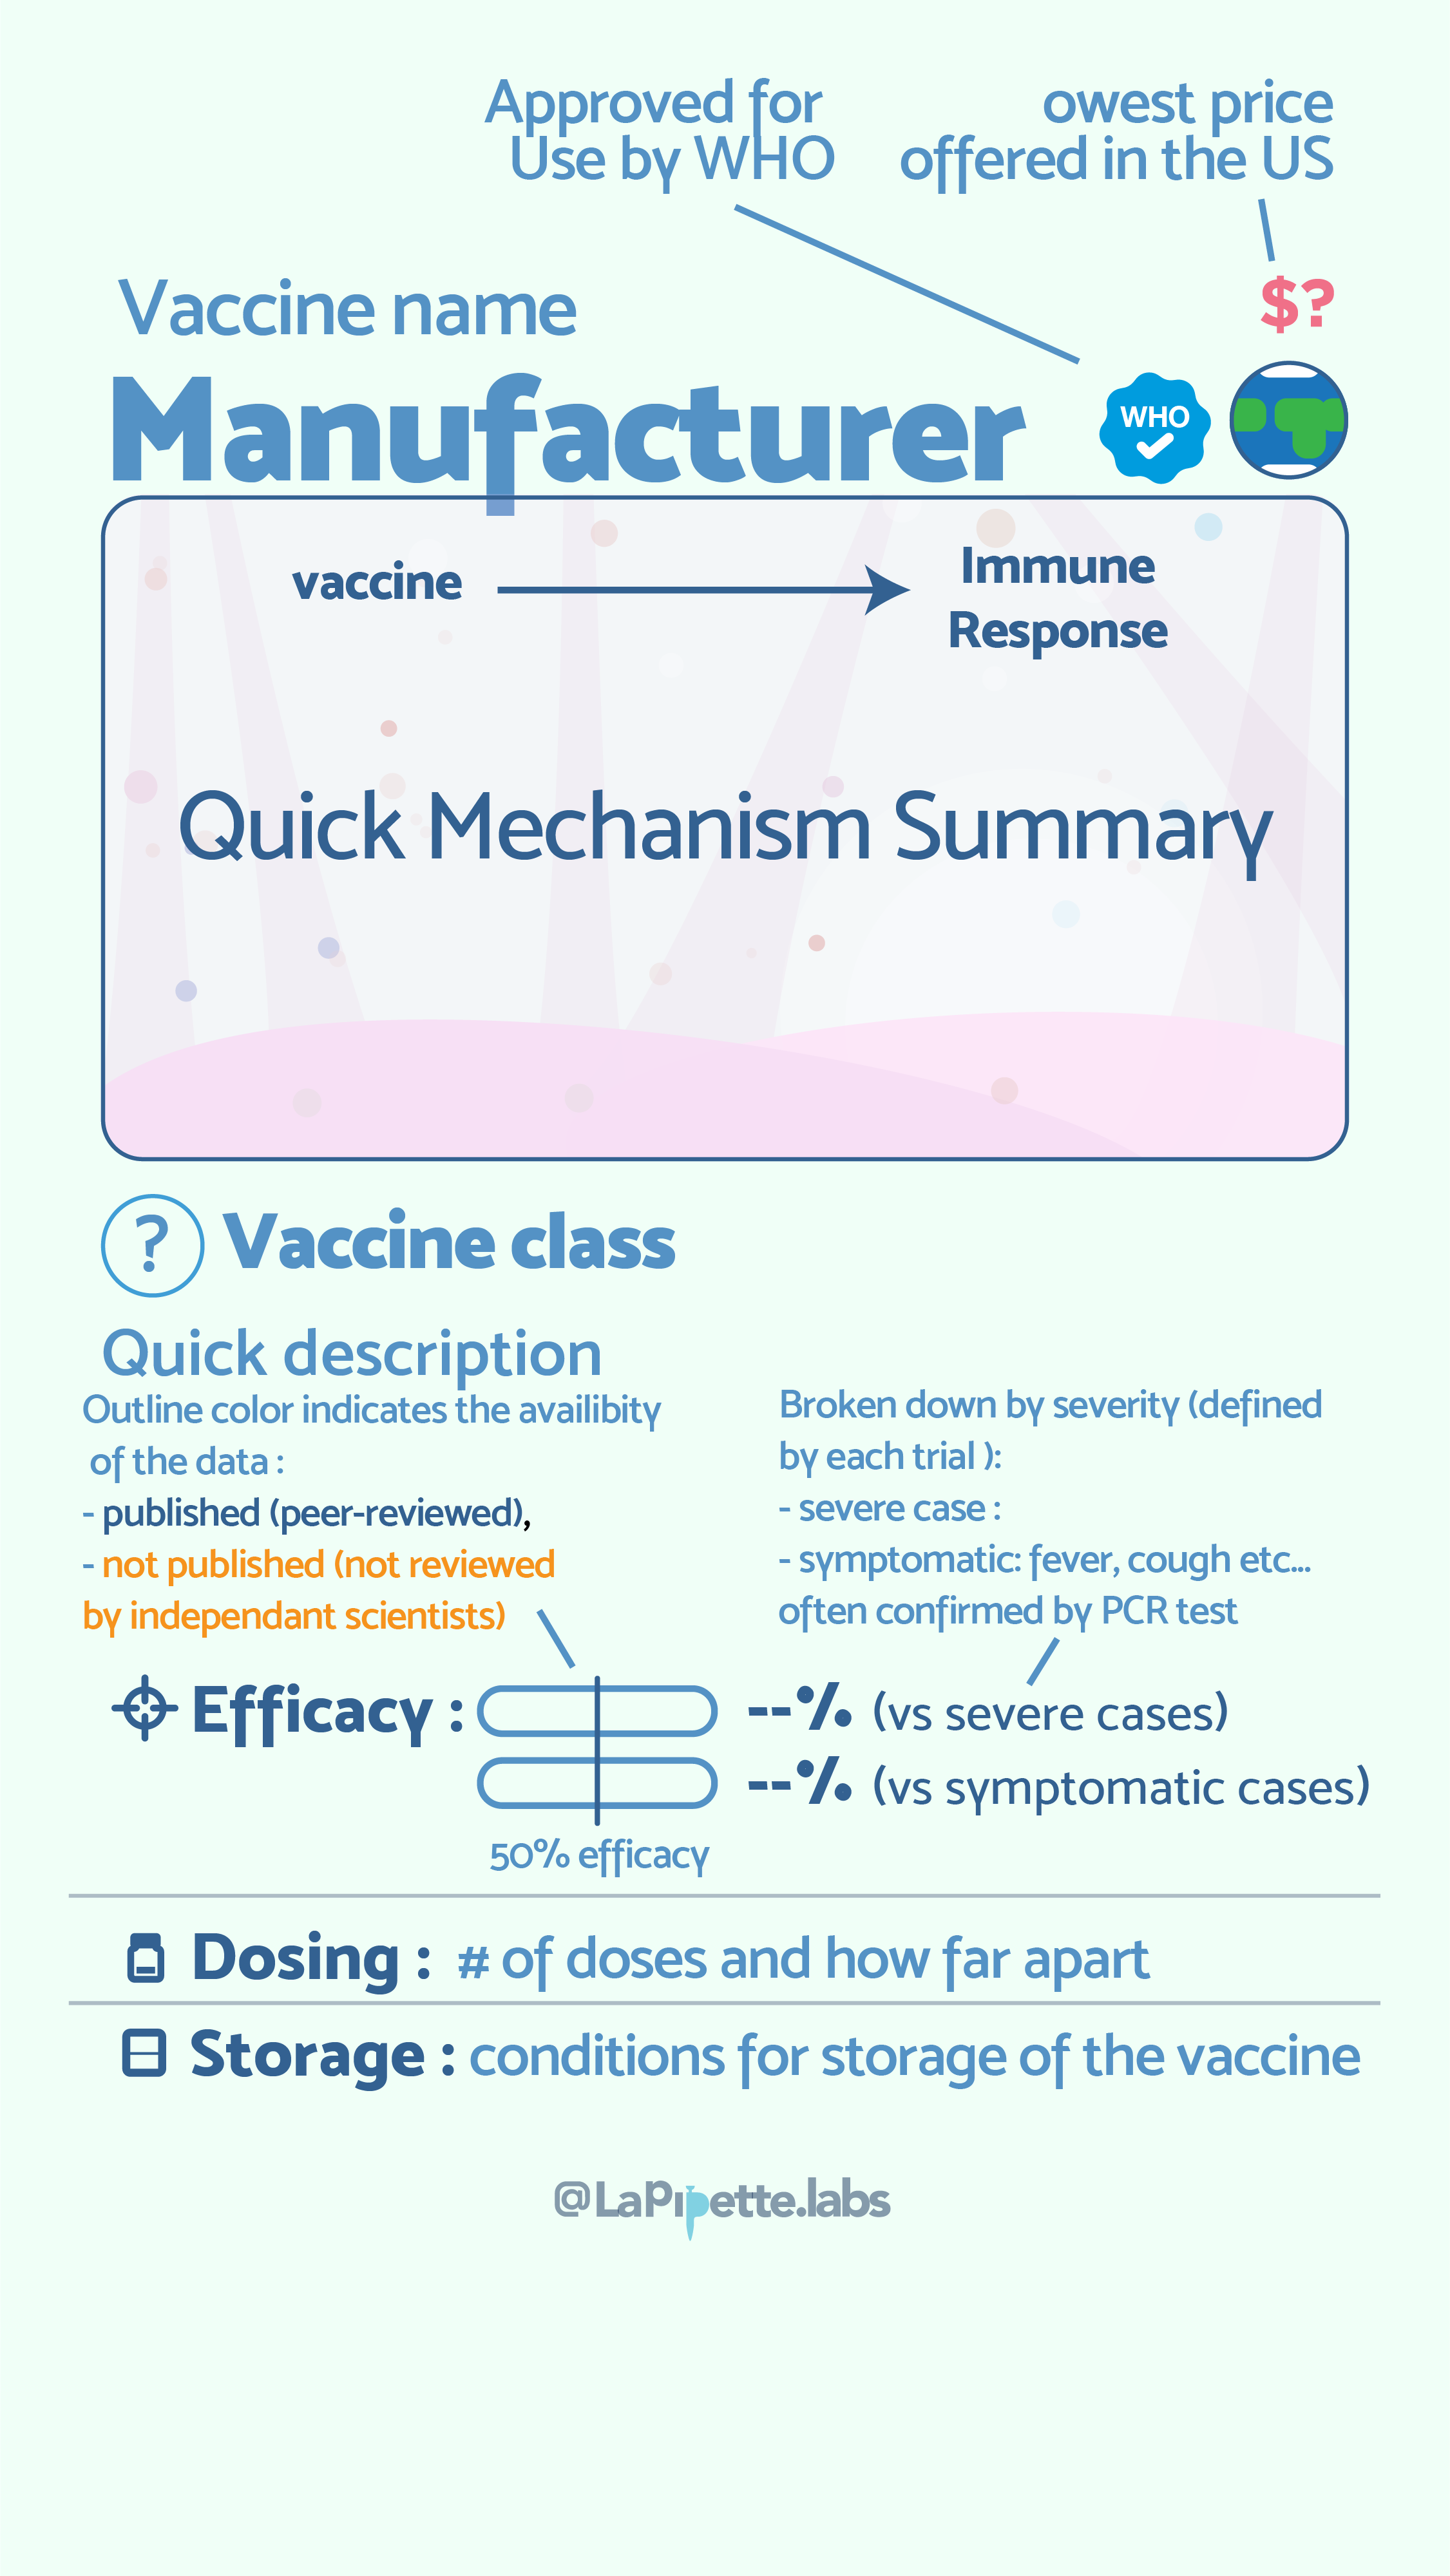 Approved for
Use by WHO
owest price
offered in the US
$?
Vaccine name
Manufacturer
WHO
vaccine
Immune
Response
Quick Mechanism Summary
? Vaccine class
Quick description
Outline color indicates the availibity
of the data :
- published (peer-reviewed),
- not published (not reviewed
by independant scientists)
Broken down by severity (defined
by each trial ):
- severe case :
- symptomatic: fever, cough etc...
often confirmed by PCR test
Efficacy : --% (vs severe cases)
--% (vs symptomatic cases)
50% efficacy
Dosing : # of doses and how far apart
Storage : conditions for storage of the vaccine
@LaPipette.labs